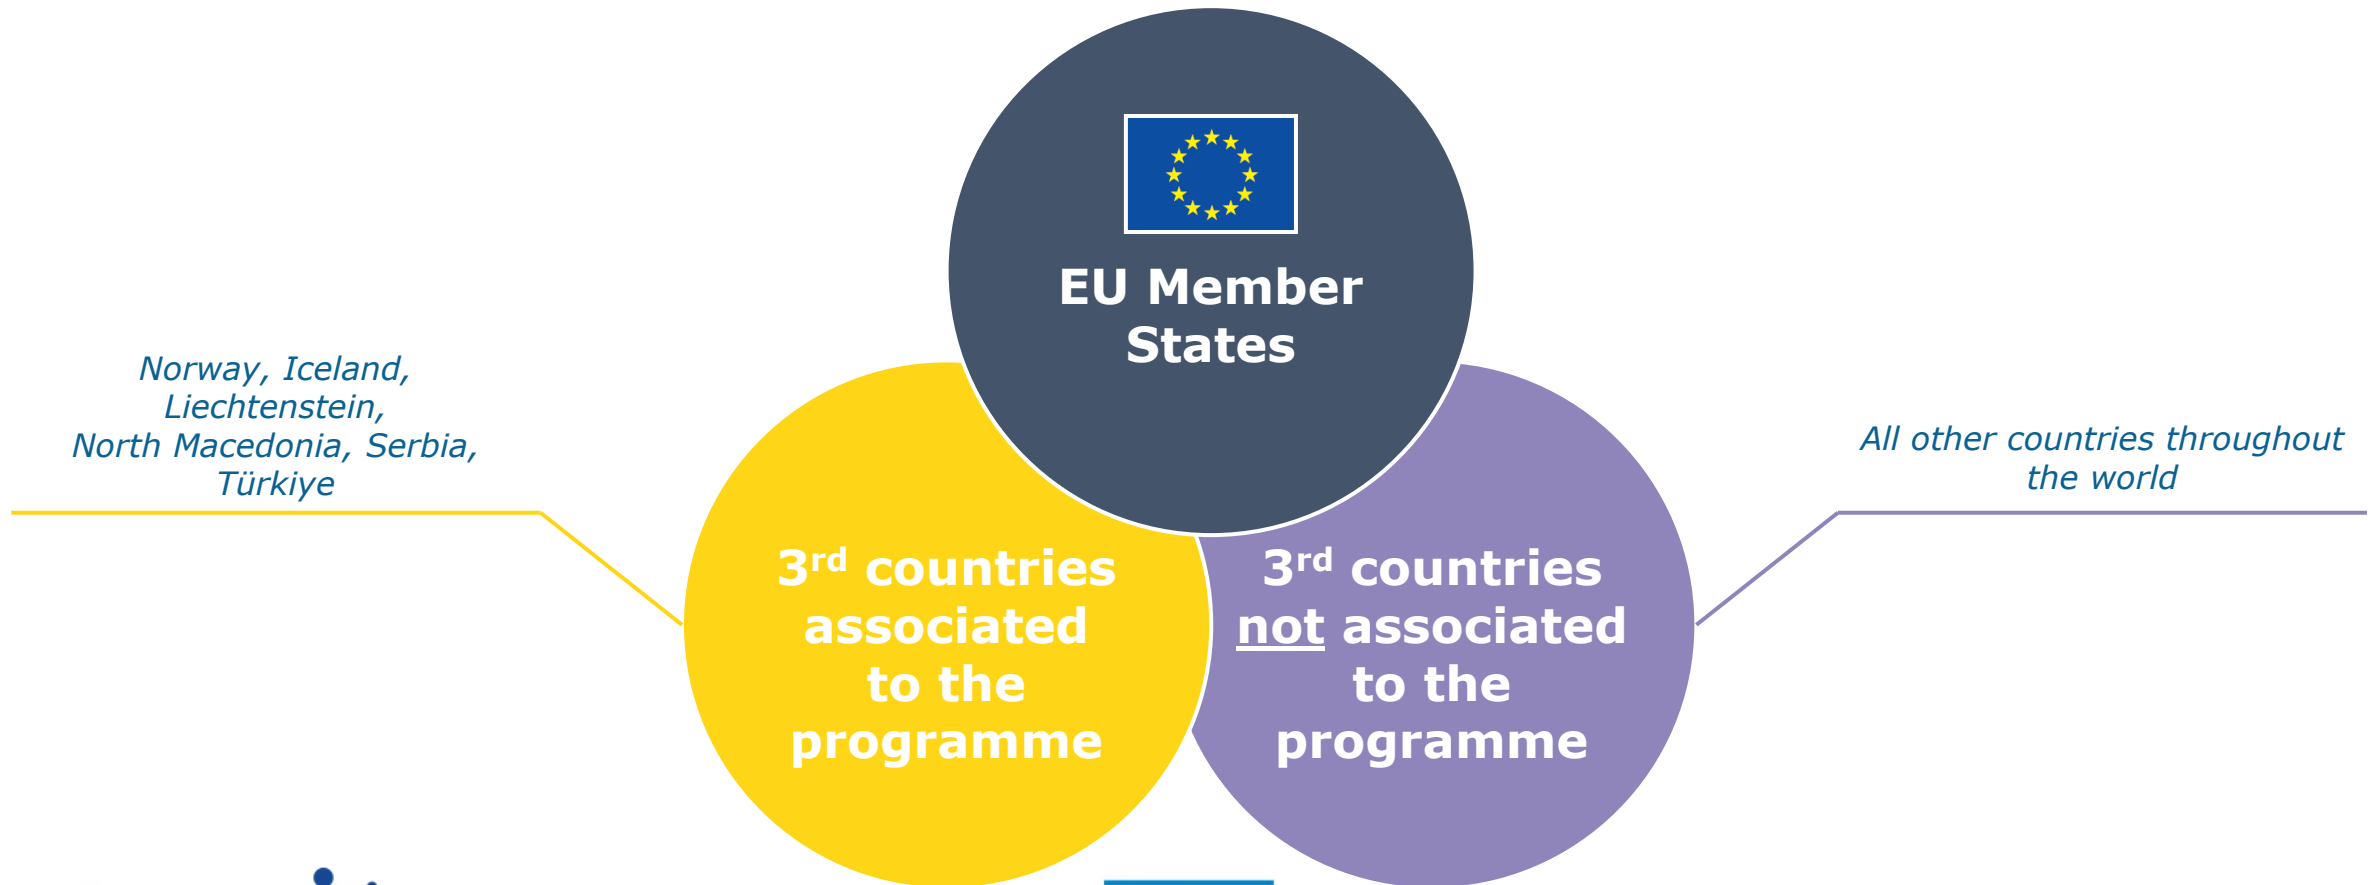 EU Member
States
Norway, Iceland,
Liechtenstein,
North Macedonia, Serbia,
Türkiye
All other countries throughout
the world
3rd countries
associated
to the
programme
3rd countries
not associated
to the
programme